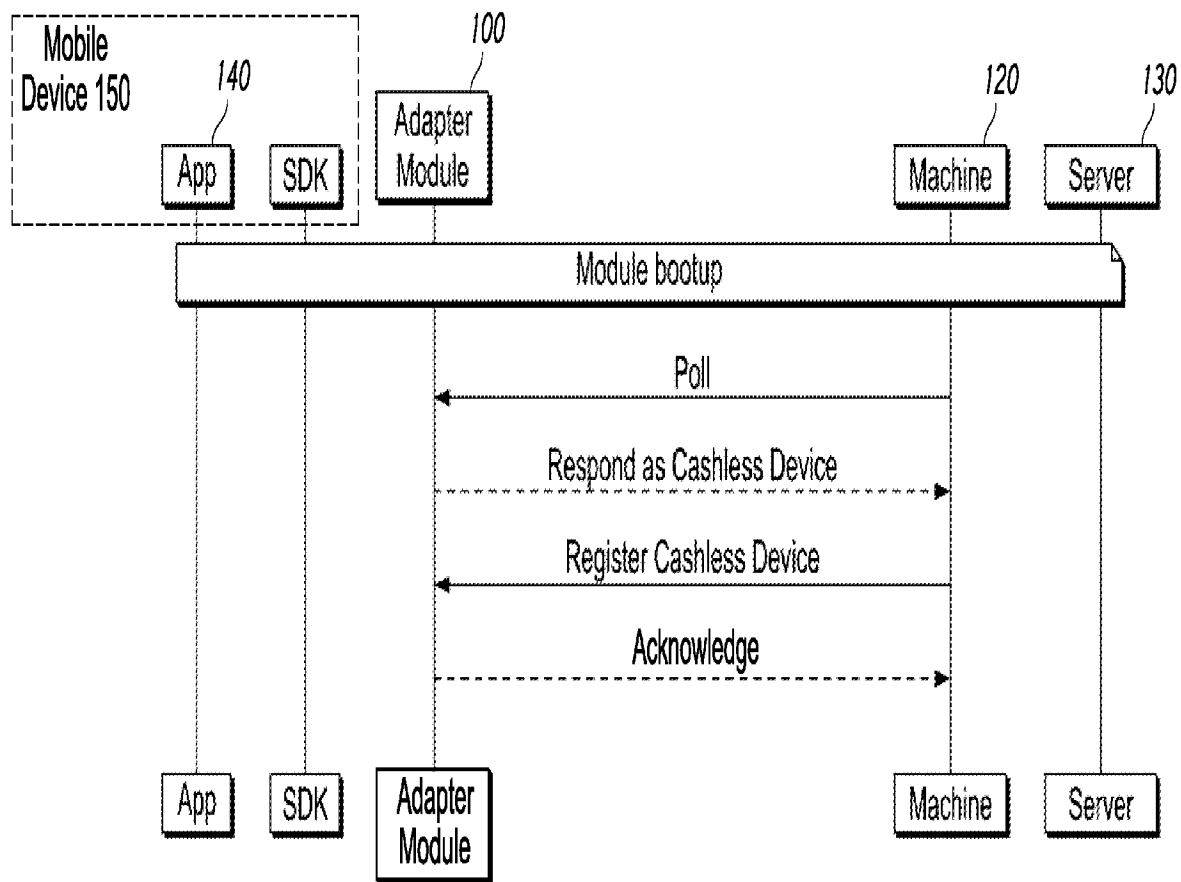 Mobile
Device 150
140
100
120
130
App
SDK
Adapter
Module
Machine
Server
Module bootup
Poll
Respond as Cashless Device
Register Cashless Device
Acknowledge
App
SDK
Adapter
Module
Machine
Server